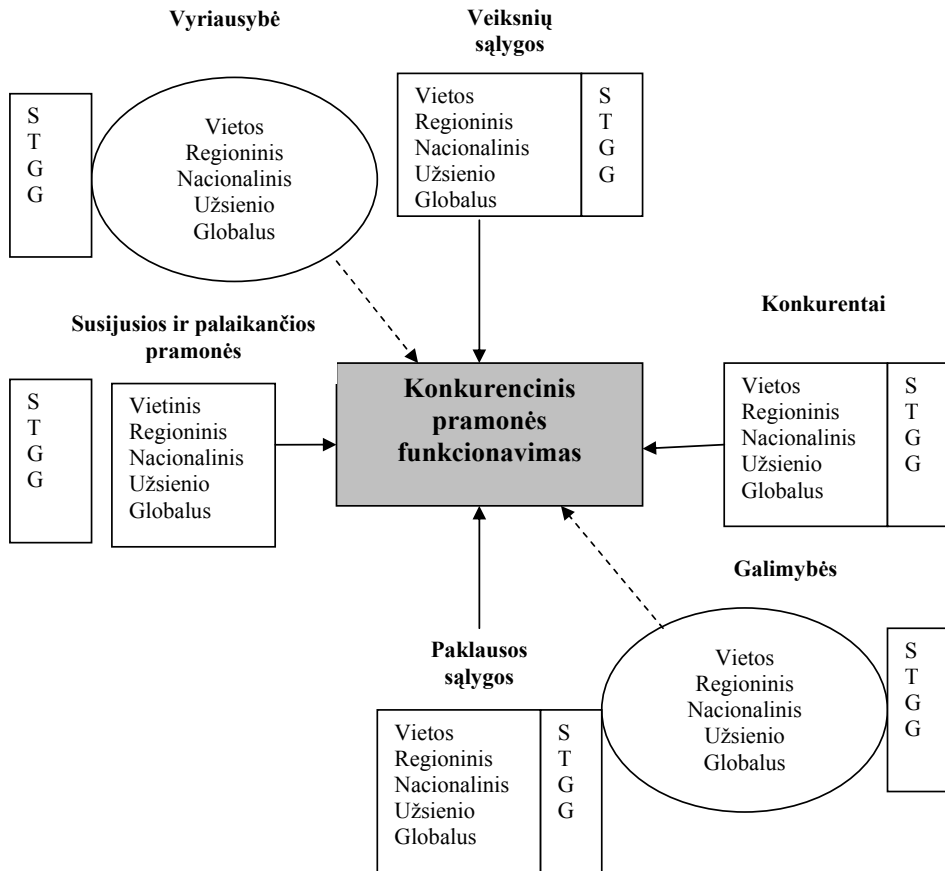 Vyriausybė
S
T
G
G
Vietos
Regioninis
Nacionalinis
Užsienio
Globalus
Veiksnių
sąlygos
Vietos
Regioninis
Nacionalinis
Užsienio
Globalus
S
T
G
G
Susijusios ir palaikančios
pramonės
S
T
G
G
Vietinis
Regioninis
Nacionalinis
Užsienio
Globalus
Konkurencinis
pramonės
funkcionavimas
Konkurentai
Vietos
Regioninis
Nacionalinis
Užsienio
Globalus
S
T
G
G
Paklausos
sąlygos
Vietos
Regioninis
Nacionalinis
Užsienio
Globalus
S
T
G
G
Galimybės
Vietos
Regioninis
Nacionalinis
Užsienio
Globalus
S
T
G
G